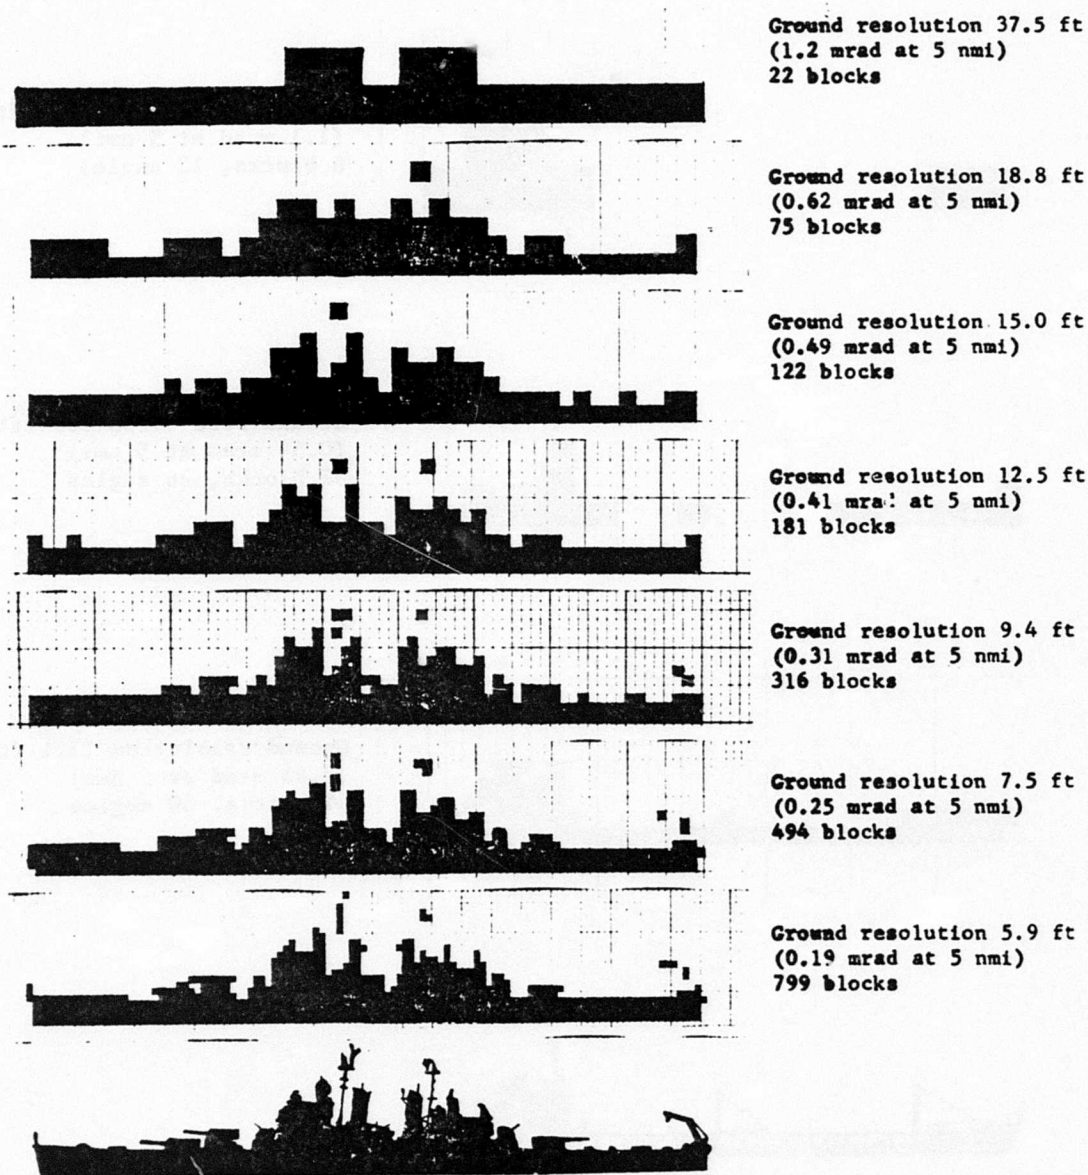 Ground resolution 37.5 ft
(1.2 mrad at 5 nmi)
22 blocks
Ground resolution 18.8 ft
(0.62 mrad at 5 nmi)
75 blocks
Ground resolution 15.0 ft
(0.49 mrad at 5 nmi)
122 blocks
Ground resolution 12.5 ft
(0.41 mrad at 5 nmi)
181 blocks
Ground resolution 9.4 ft
(0.31 mrad at 5 nmi)
316 blocks
Ground resolution 7.5 ft
(0.25 mrad at 5 nmi)
494 blocks
Ground resolution 5.9 ft
(0.19 mrad at 5 nmi)
799 blocks